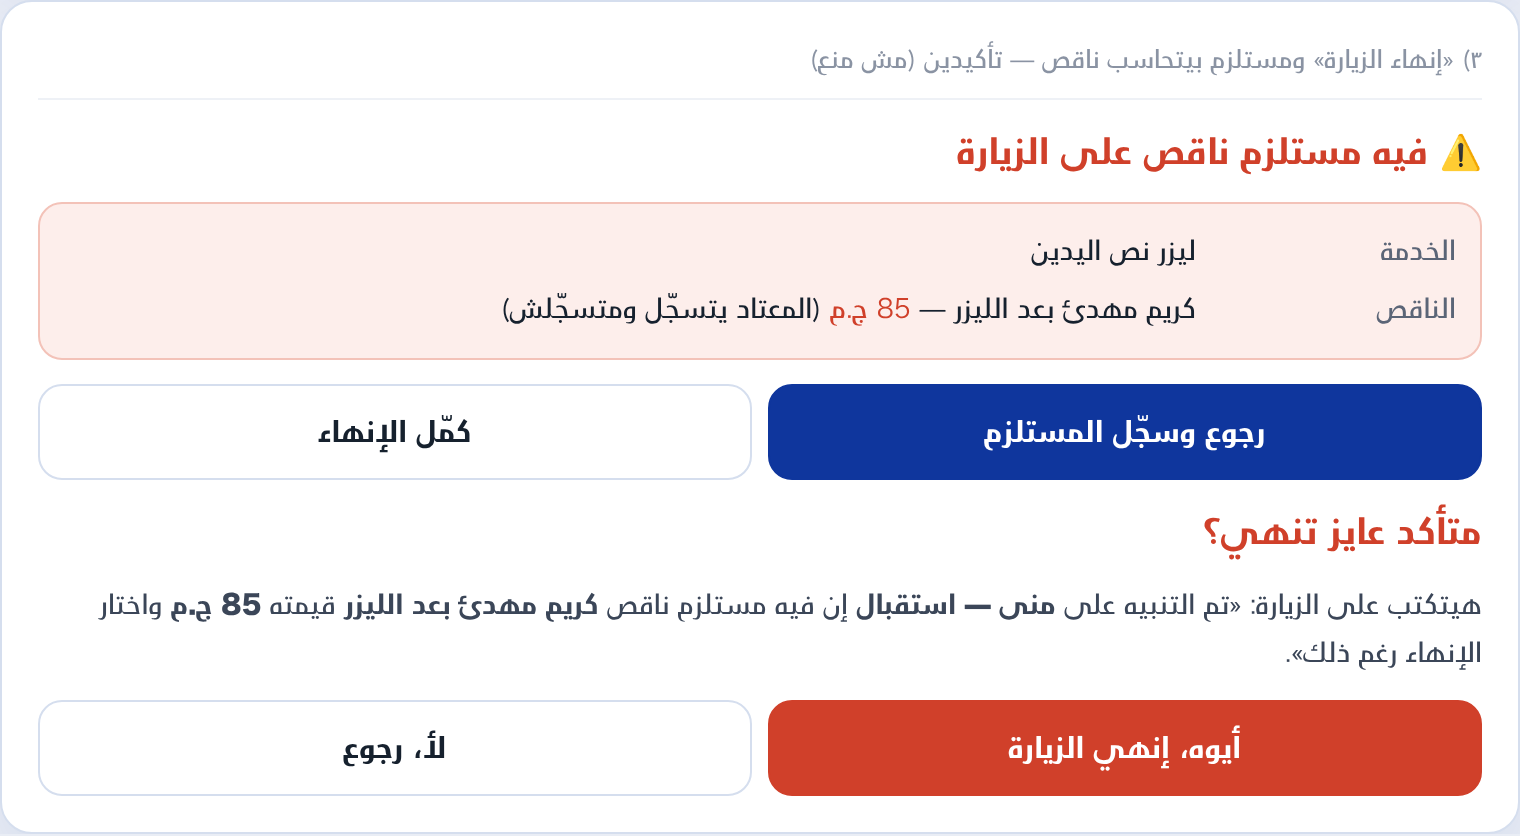 ٣) «إنهاء الزيارة» ومستلزم بيتحاسب ناقص — تأكيدين (مش منع)
⚠️ فيه مستلزم ناقص على الزيارة
الخدمة ليزر نص اليدين
الناقص كريم مهدئ بعد الليزر — 85 ج.م (المعتاد يتسجّل ومتسجّلش)
رجوع وسجّل المستلزم
كمّل الإنهاء
متأكد عايز تنهي؟
هيتكتب على الزيارة: «تم التنبيه على منى — استقبال إن فيه مستلزم ناقص كريم مهدئ بعد الليزر قيمته 85 ج.م واختار
الإنهاء رغم ذلك».
أيوه، إنهي الزيارة
لأ، رجوع